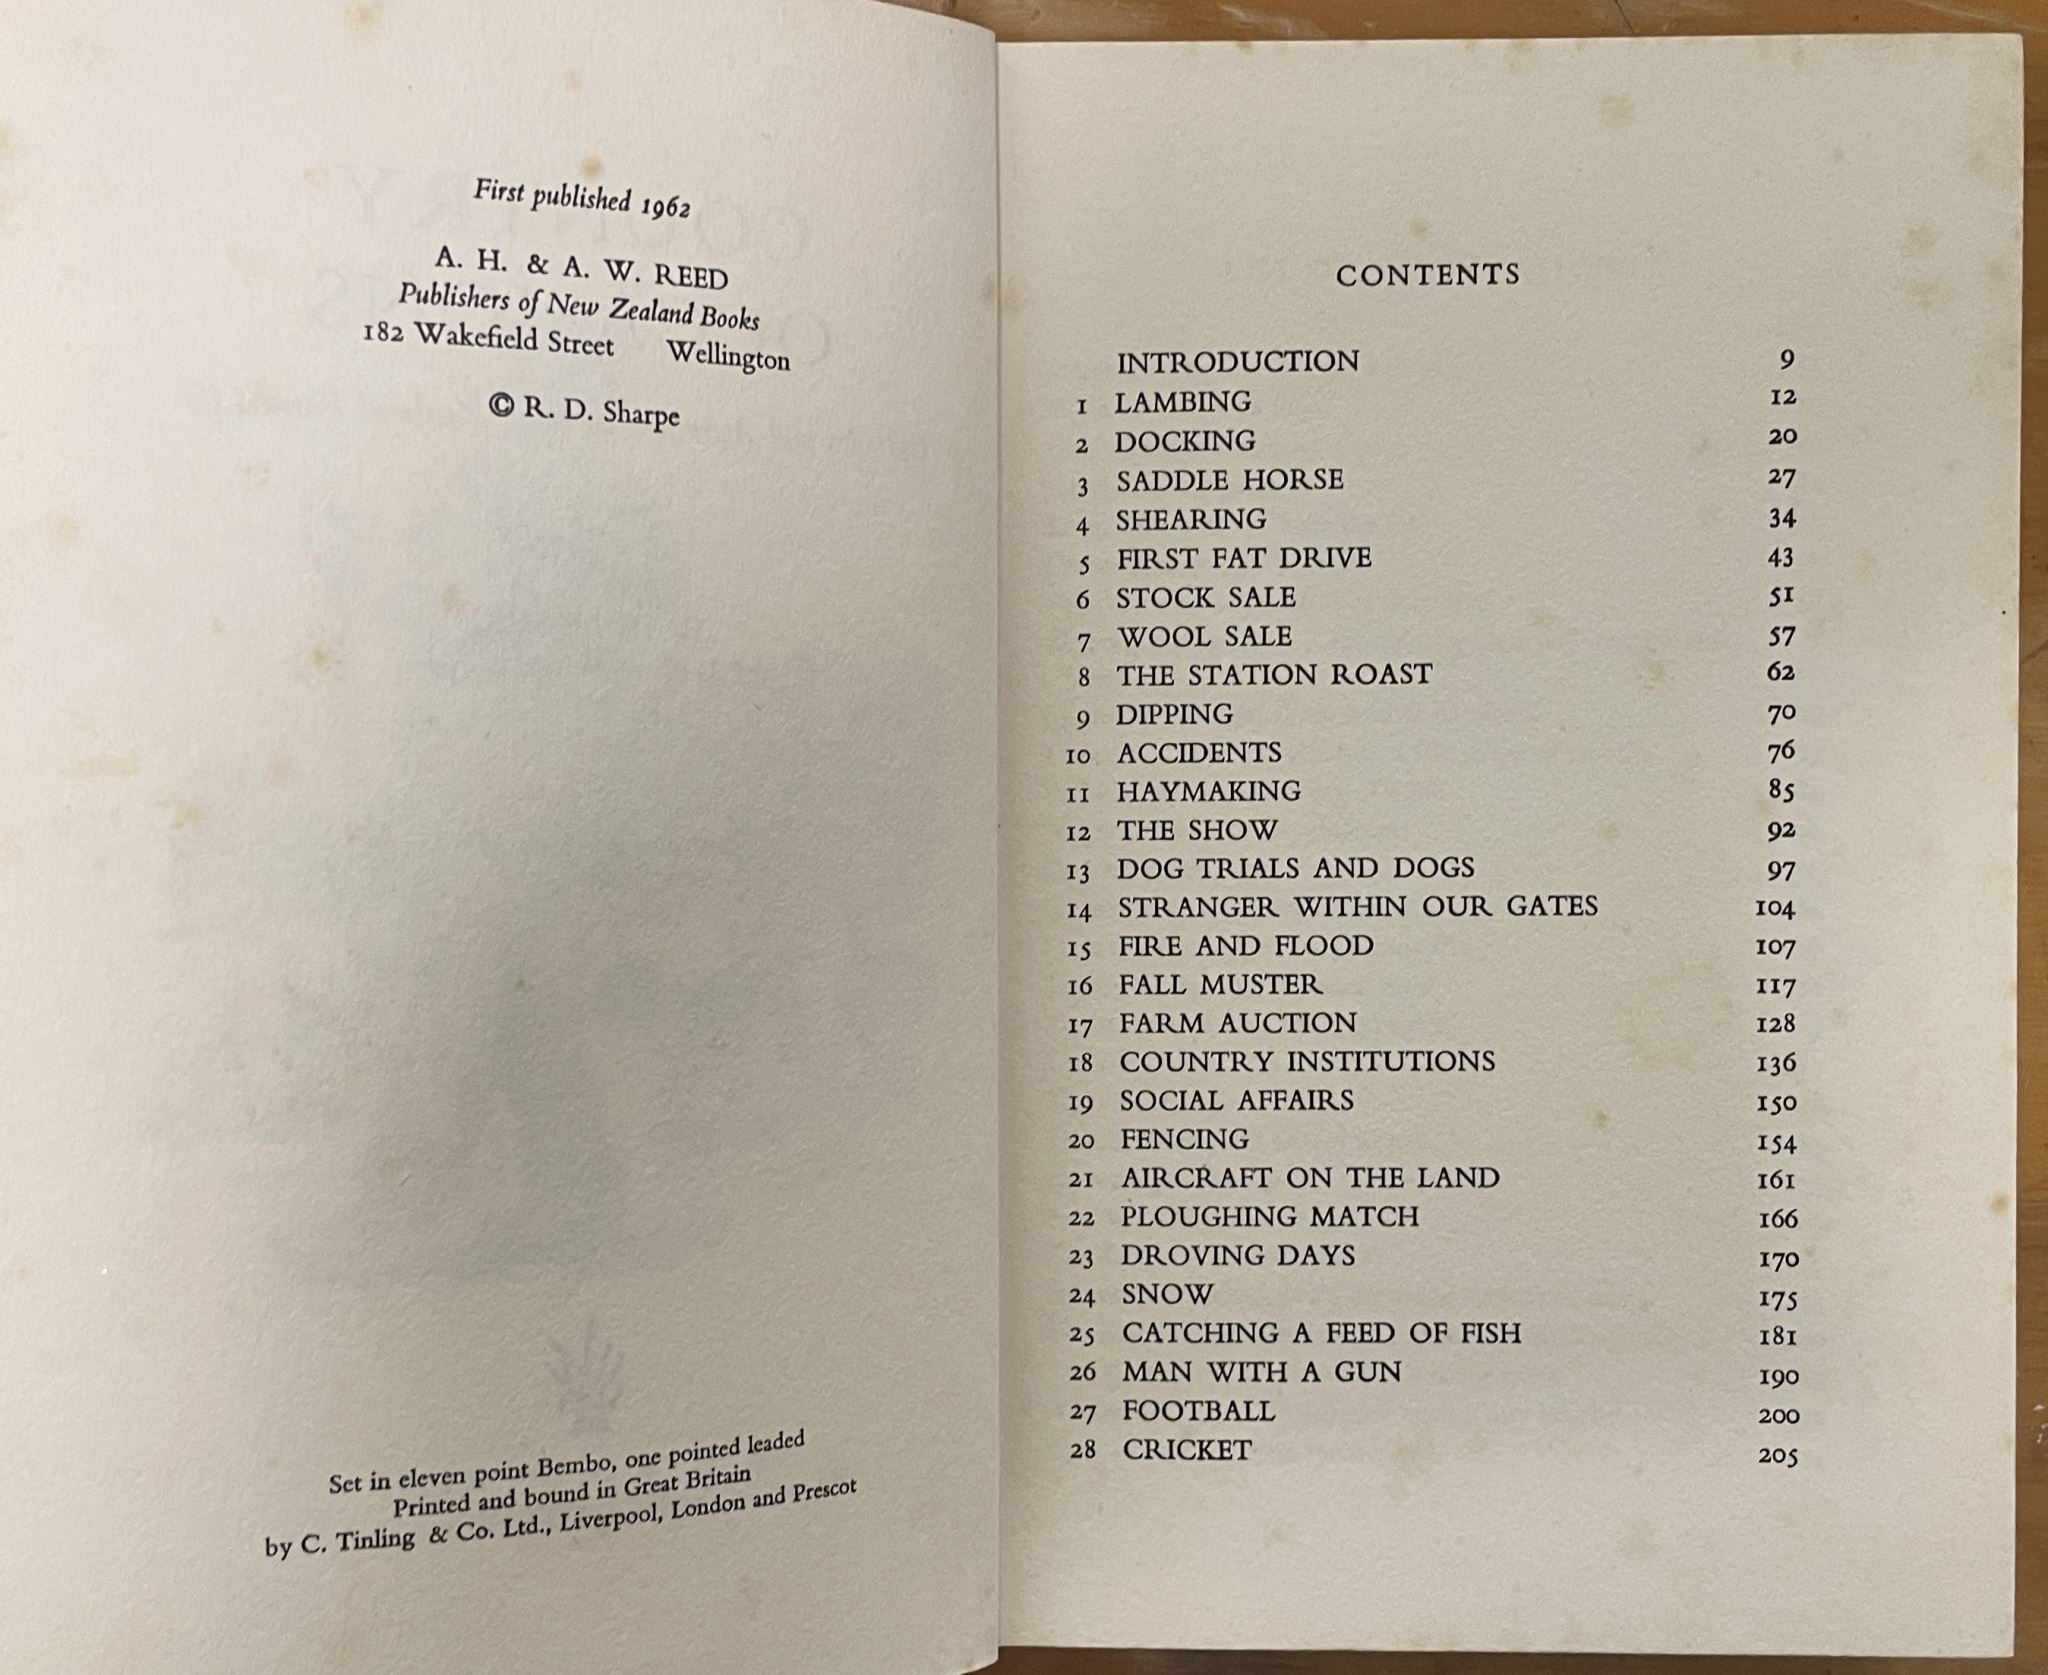 First published 1962
A. H. & A. W. REED
Publishers of New Zealand Books
182 Wakefield Street Wellington
© R. D. Sharpe
Set in eleven point Bembo, one pointed leaded
Printed and bound in Great Britain
by C. Tinling & Co. Ltd., Liverpool, London and Prescot
CONTENTS
INTRODUCTION 9
1 LAMBING 12
2 DOCKING 20
3 SADDLE HORSE 27
4 SHEARING 34
5 FIRST FAT DRIVE 43
6 STOCK SALE 51
7 WOOL SALE 57
8 THE STATION ROAST 62
9 DIPPING 70
10 ACCIDENTS 76
11 HAYMAKING 85
12 THE SHOW 92
13 DOG TRIALS AND DOGS 97
14 STRANGER WITHIN OUR GATES 104
15 FIRE AND FLOOD 107
16 FALL MUSTER 117
17 FARM AUCTION 128
18 COUNTRY INSTITUTIONS 136
19 SOCIAL AFFAIRS 150
20 FENCING 154
21 AIRCRAFT ON THE LAND 161
22 PLOUGHING MATCH 166
23 DROVING DAYS 170
24 SNOW 175
25 CATCHING A FEED OF FISH 181
26 MAN WITH A GUN 190
27 FOOTBALL 200
28 CRICKET 205